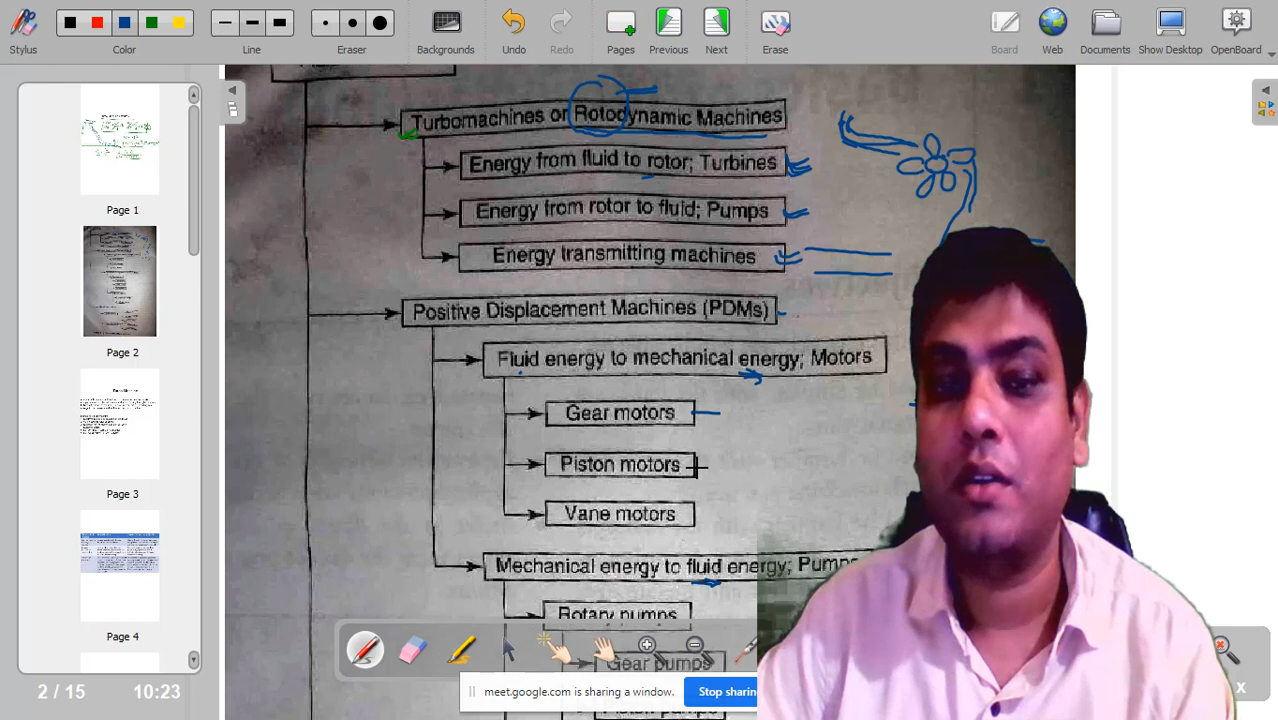 Stylus
Color
Line
Eraser
Backgrounds
Undo
Redo
Pages
Previous
Next
Erase
Board
Web
Documents
Show Desktop
OpenBoard
Page 1
Page 2
Page 3
Page 4
Turbomachines or Rotodynamic Machines
Energy from fluid to rotor; Turbines
Energy from rotor to fluid; Pumps
Energy transmitting machines
Positive Displacement Machines (PDMs)
Fluid energy to mechanical energy; Motors
Gear motors
Piston motors
Vane motors
Mechanical energy to fluid energy; Pumps
Rotary pumps
Gear pumps
Piston pumps
meet.google.com is sharing a window.
Stop sharing
2 / 15
10:23
X